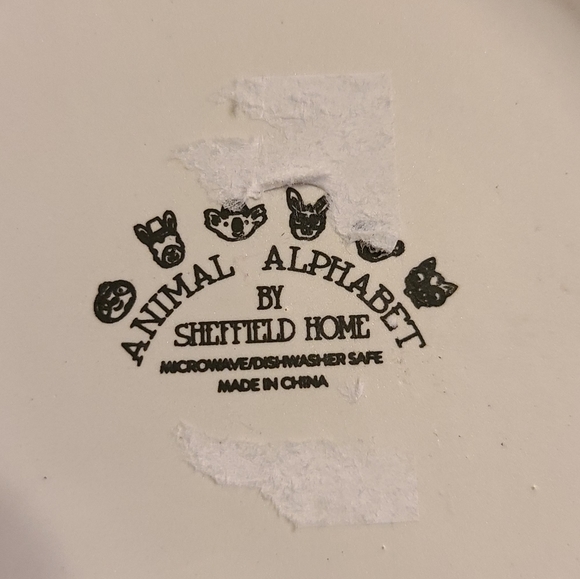 ANIMAL ALPHABET
BY
SHEFFIELD HOME
MICROWAVE/DISHWASHER SAFE
MADE IN CHINA